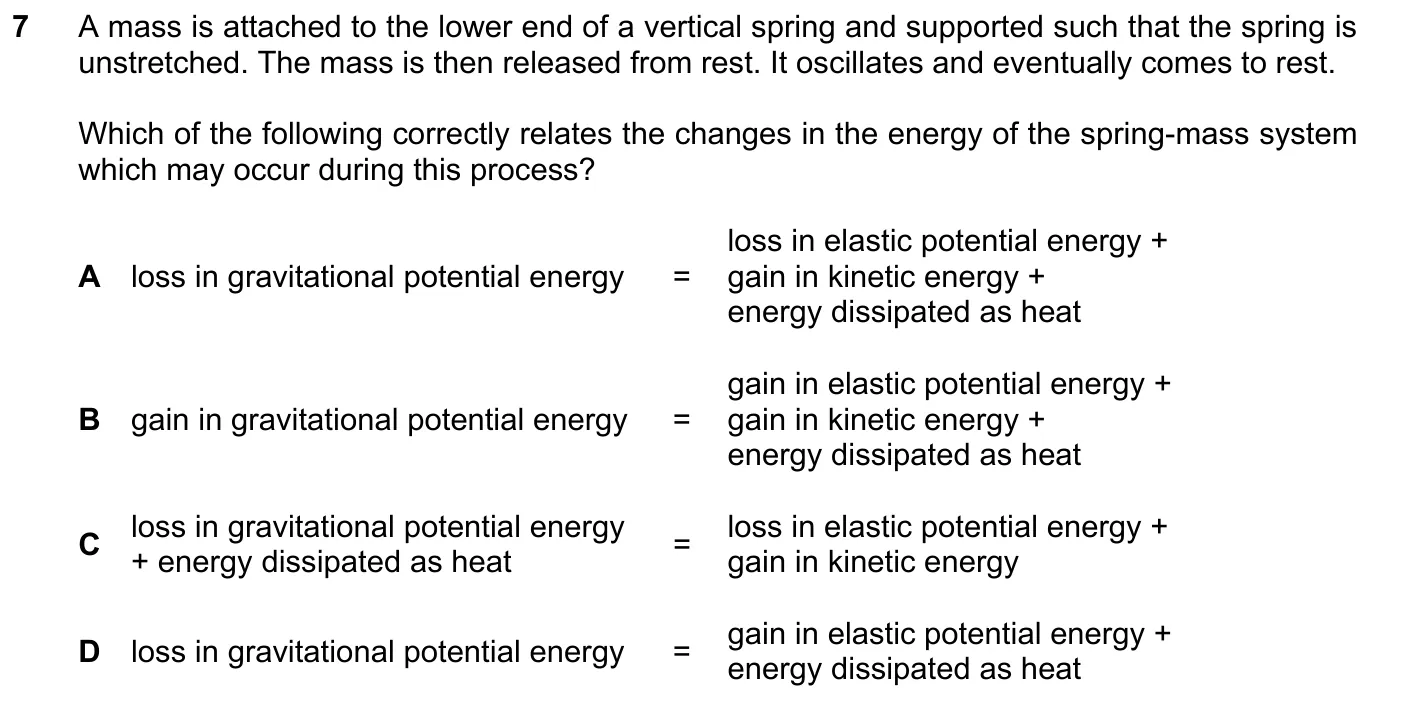 7 A mass is attached to the lower end of a vertical spring and supported such that the spring is
unstretched. The mass is then released from rest. It oscillates and eventually comes to rest.
Which of the following correctly relates the changes in the energy of the spring-mass system
which may occur during this process?
A loss in gravitational potential energy = loss in elastic potential energy +
gain in kinetic energy +
energy dissipated as heat
B gain in gravitational potential energy = gain in elastic potential energy +
gain in kinetic energy +
energy dissipated as heat
C loss in gravitational potential energy
+ energy dissipated as heat
= loss in elastic potential energy +
gain in kinetic energy
D loss in gravitational potential energy = gain in elastic potential energy +
energy dissipated as heat